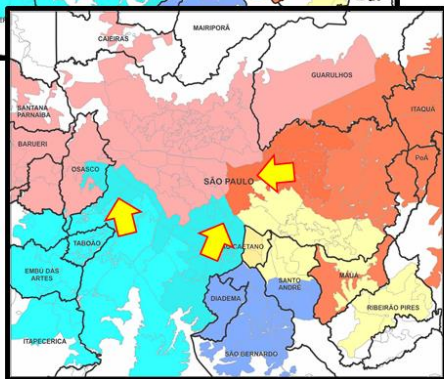 MAIRIPORÃ
CAIEIRAS
GUARULHOS
SANTANA
PARNAIBA
ITAQUÁ
BARUERI
OSASCO
SÃO PAULO
POÁ
TABOÃO
CAETANO
EMBU DAS
ARTES
SANTO
ANDRÉ
MAUÁ
DIADEMA
RIBEIRÃO PIRES
ITAPECERICA
SÃO BERNARDO